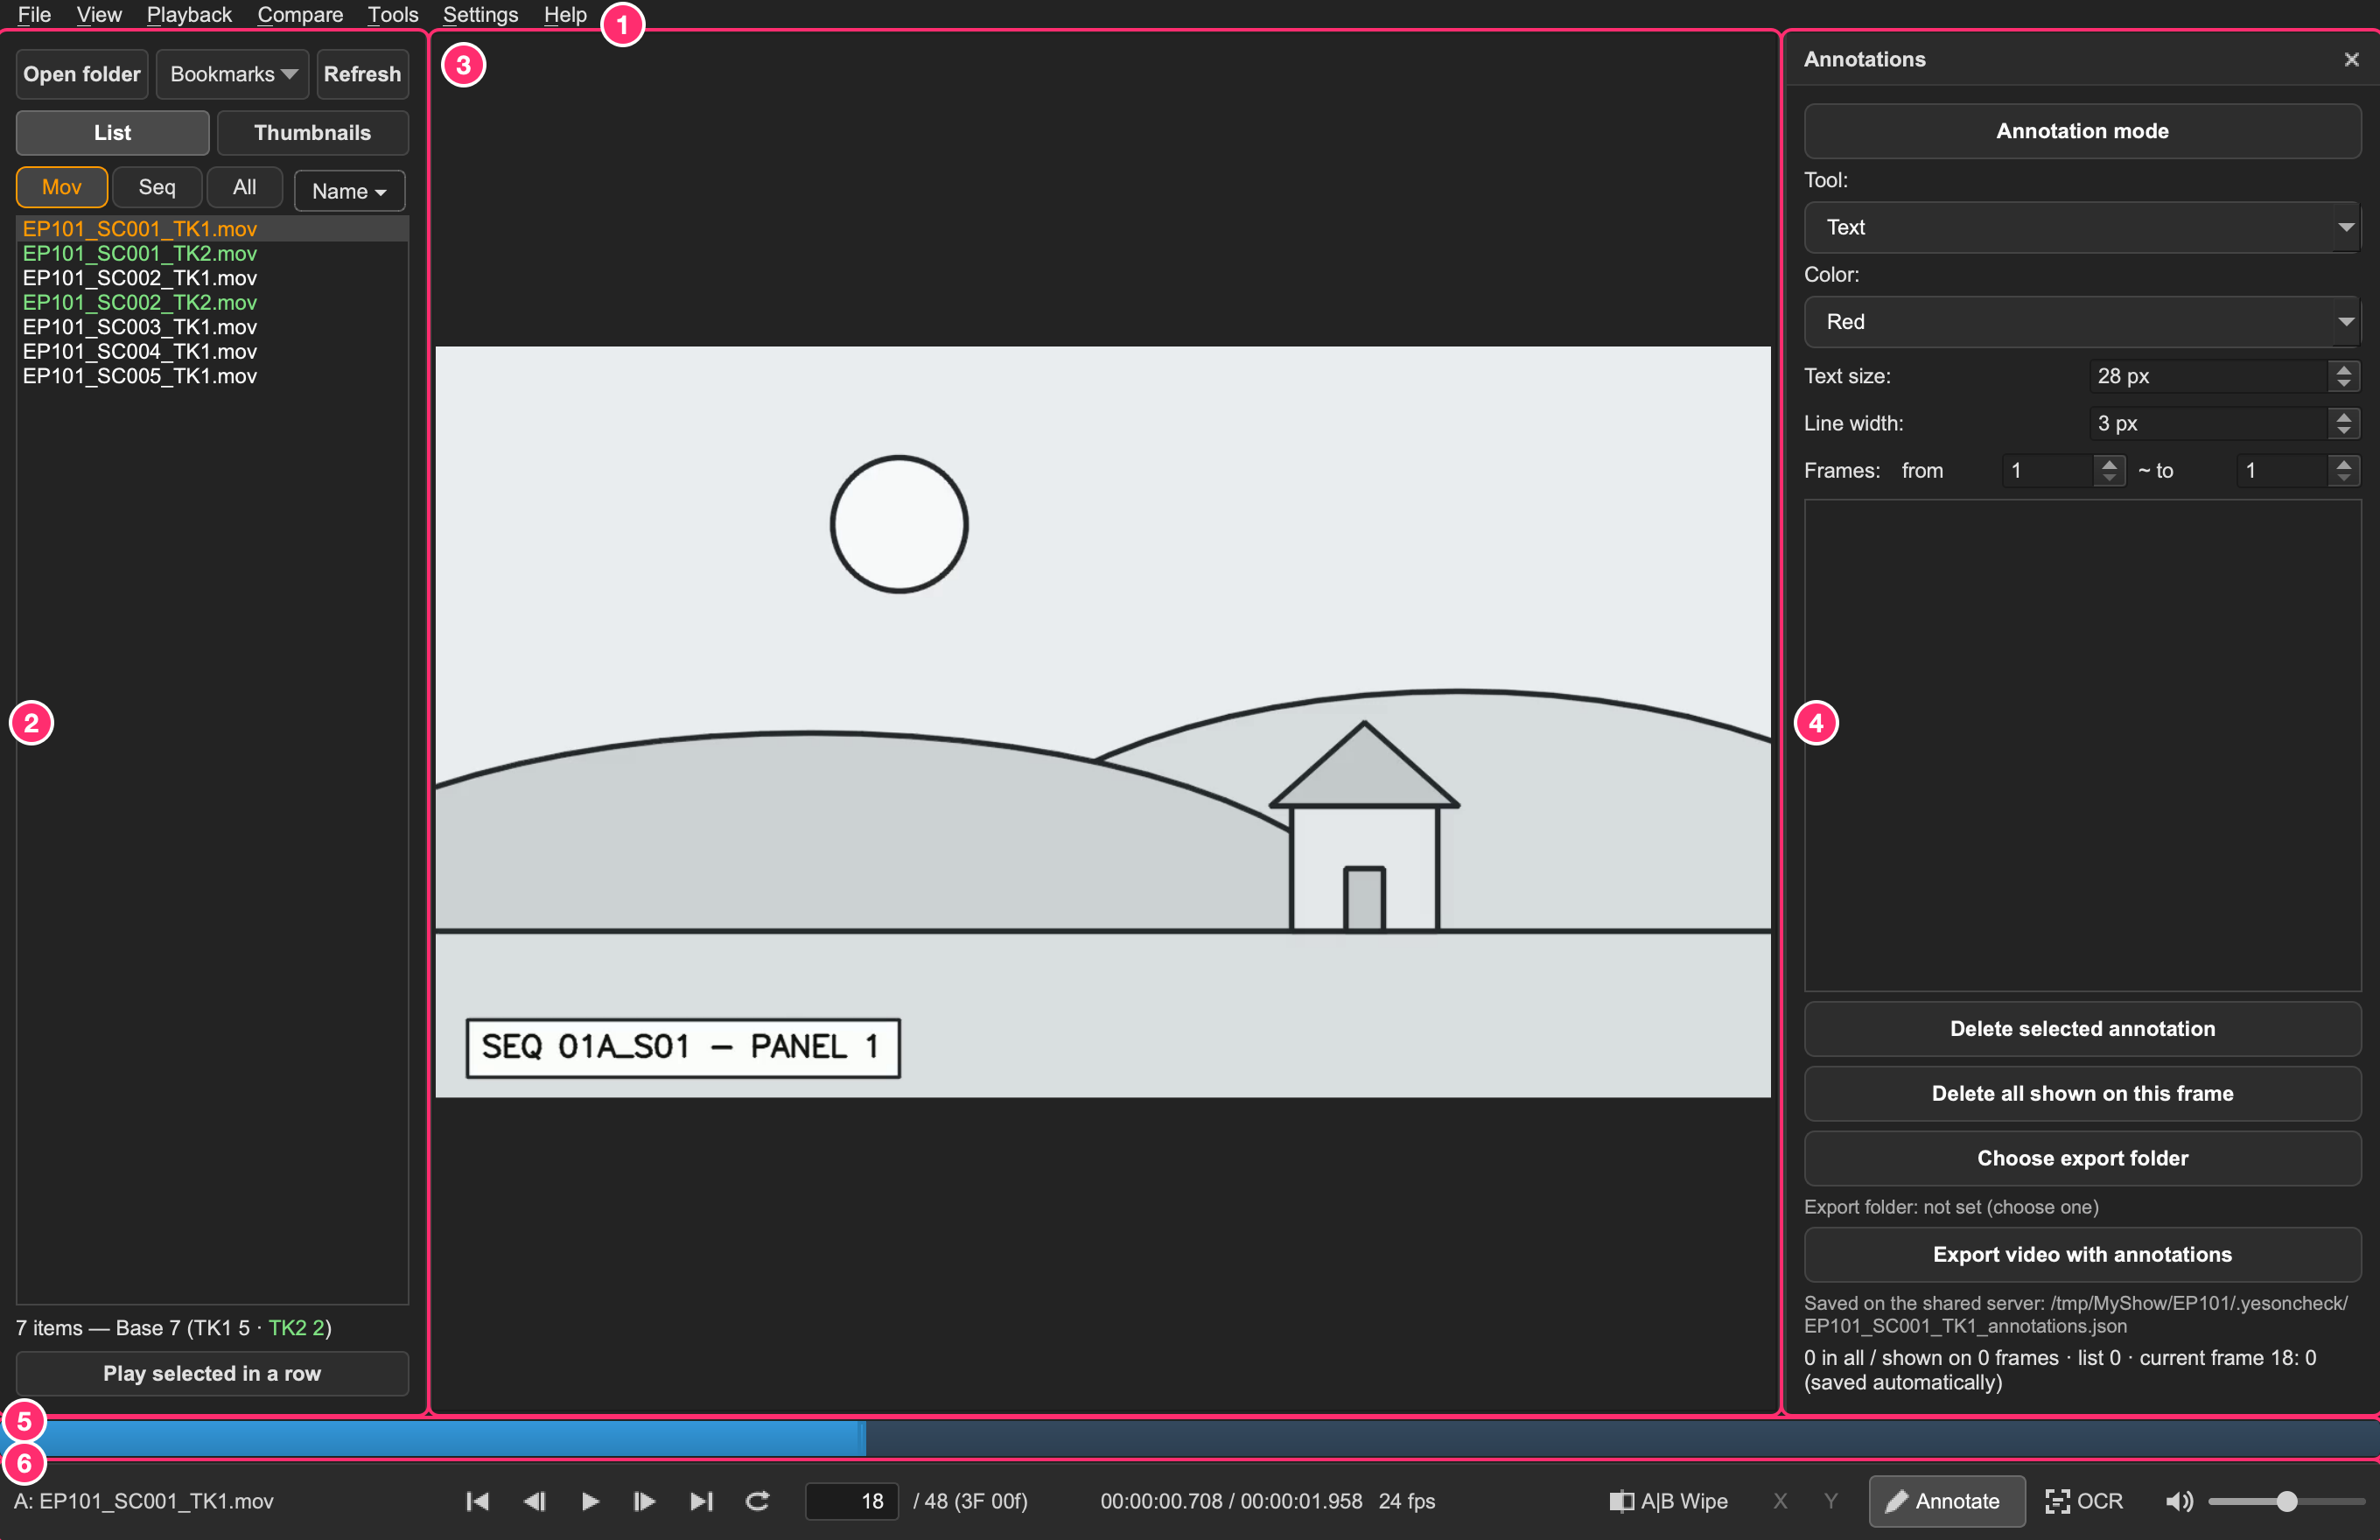 File View Playback Compare Tools Settings Help
1
Open folder Bookmarks Refresh
List Thumbnails
Mov Seq All Name
EP101_SC001_TK1.mov
EP101_SC001_TK2.mov
EP101_SC002_TK1.mov
EP101_SC002_TK2.mov
EP101_SC003_TK1.mov
EP101_SC004_TK1.mov
EP101_SC005_TK1.mov
2
7 items — Base 7 (TK1 5 · TK2 2)
Play selected in a row
3
SEQ 01A_S01 – PANEL 1
Annotations
Annotation mode
Tool:
Text
Color:
Red
Text size: 28 px
Line width: 3 px
Frames: from 1 ~ to 1
4
Delete selected annotation
Delete all shown on this frame
Choose export folder
Export folder: not set (choose one)
Export video with annotations
Saved on the shared server: /tmp/MyShow/EP101/.yesoncheck/
EP101_SC001_TK1_annotations.json
0 in all / shown on 0 frames · list 0 · current frame 18: 0
(saved automatically)
5
6
A: EP101_SC001_TK1.mov 18 / 48 (3F 00f) 00:00:00.708 / 00:00:01.958 24 fps A|B Wipe X Y Annotate OCR